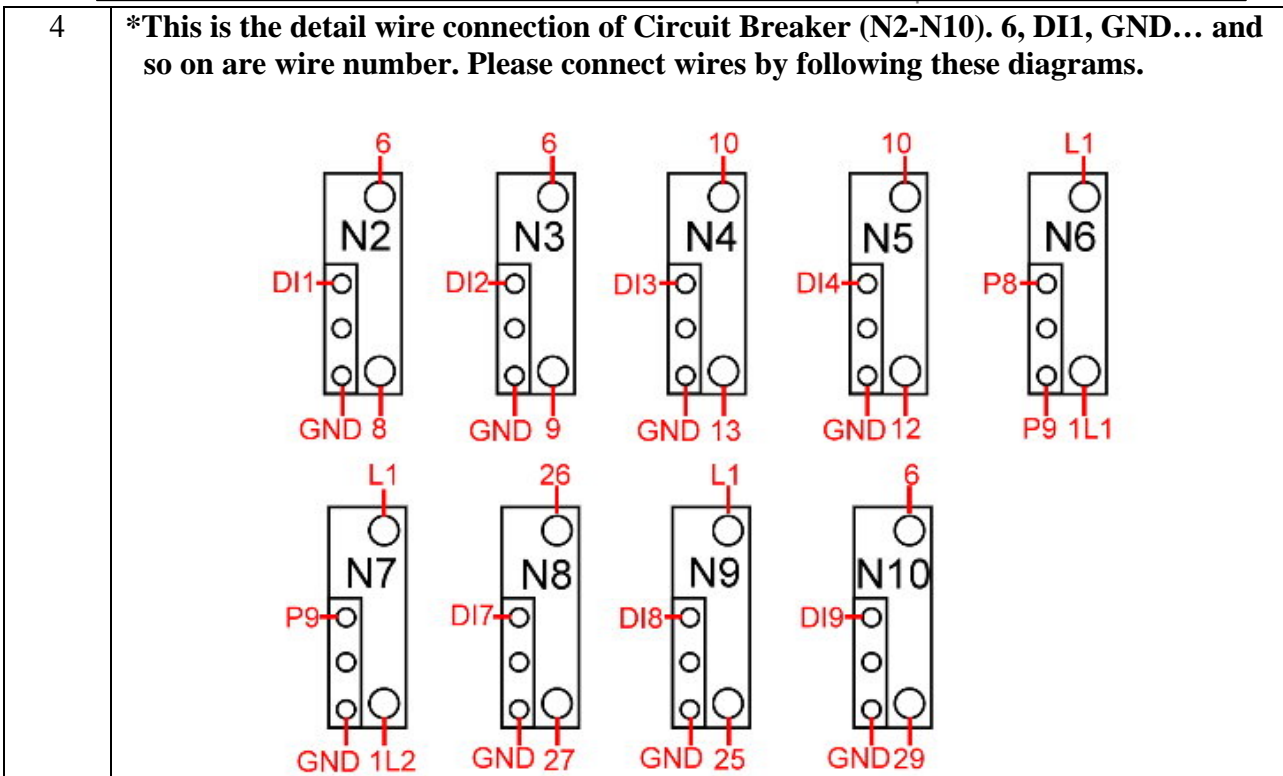 4
*This is the detail wire connection of Circuit Breaker (N2-N10). 6, DI1, GND… and
so on are wire number. Please connect wires by following these diagrams.
6 6 10 10 L1
N2 N3 N4 N5 N6
DI1 DI2 DI3 DI4 P8
GND 8 GND 9 GND 13 GND 12 P9 1L1
L1 26 L1 6
N7 N8 N9 N10
P9 DI7 DI8 DI9
GND 1L2 GND 27 GND 25 GND 29